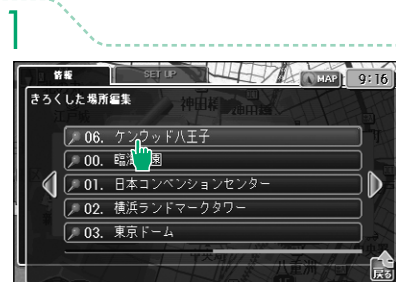 1
情報 SET UP MAP 9:16
きろくした場所編集
06. ケンウッド八王子
00. 臨海公園
01. 日本コンベンションセンター
02. 横浜ランドマークタワー
03. 東京ドーム
戻る